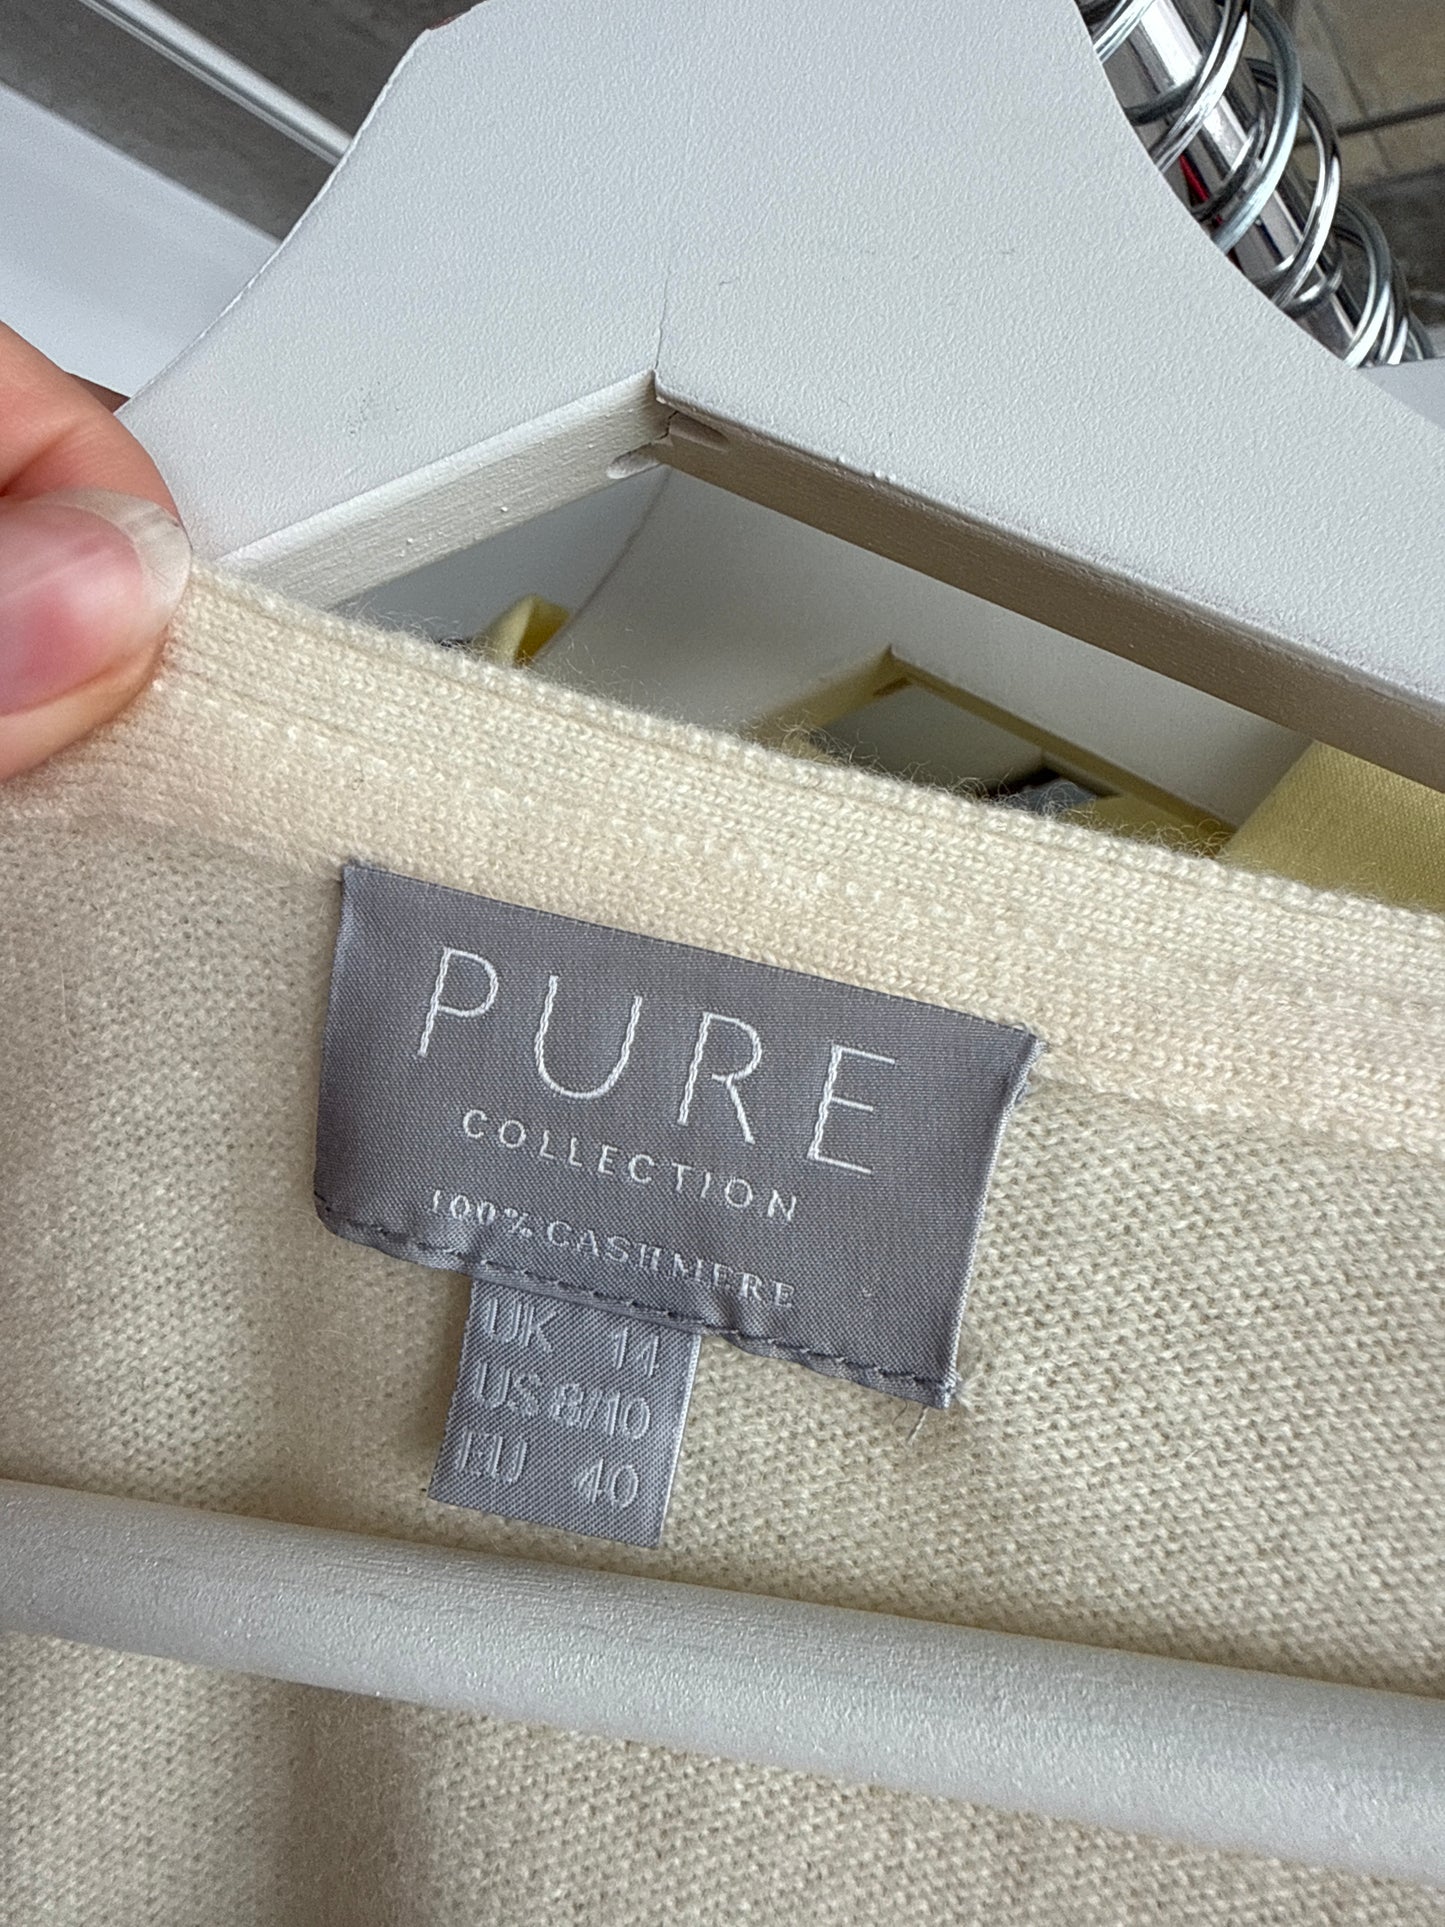 PURE
COLLECTION
100% CASHMERE
UK 14
US 8/10
EU 40